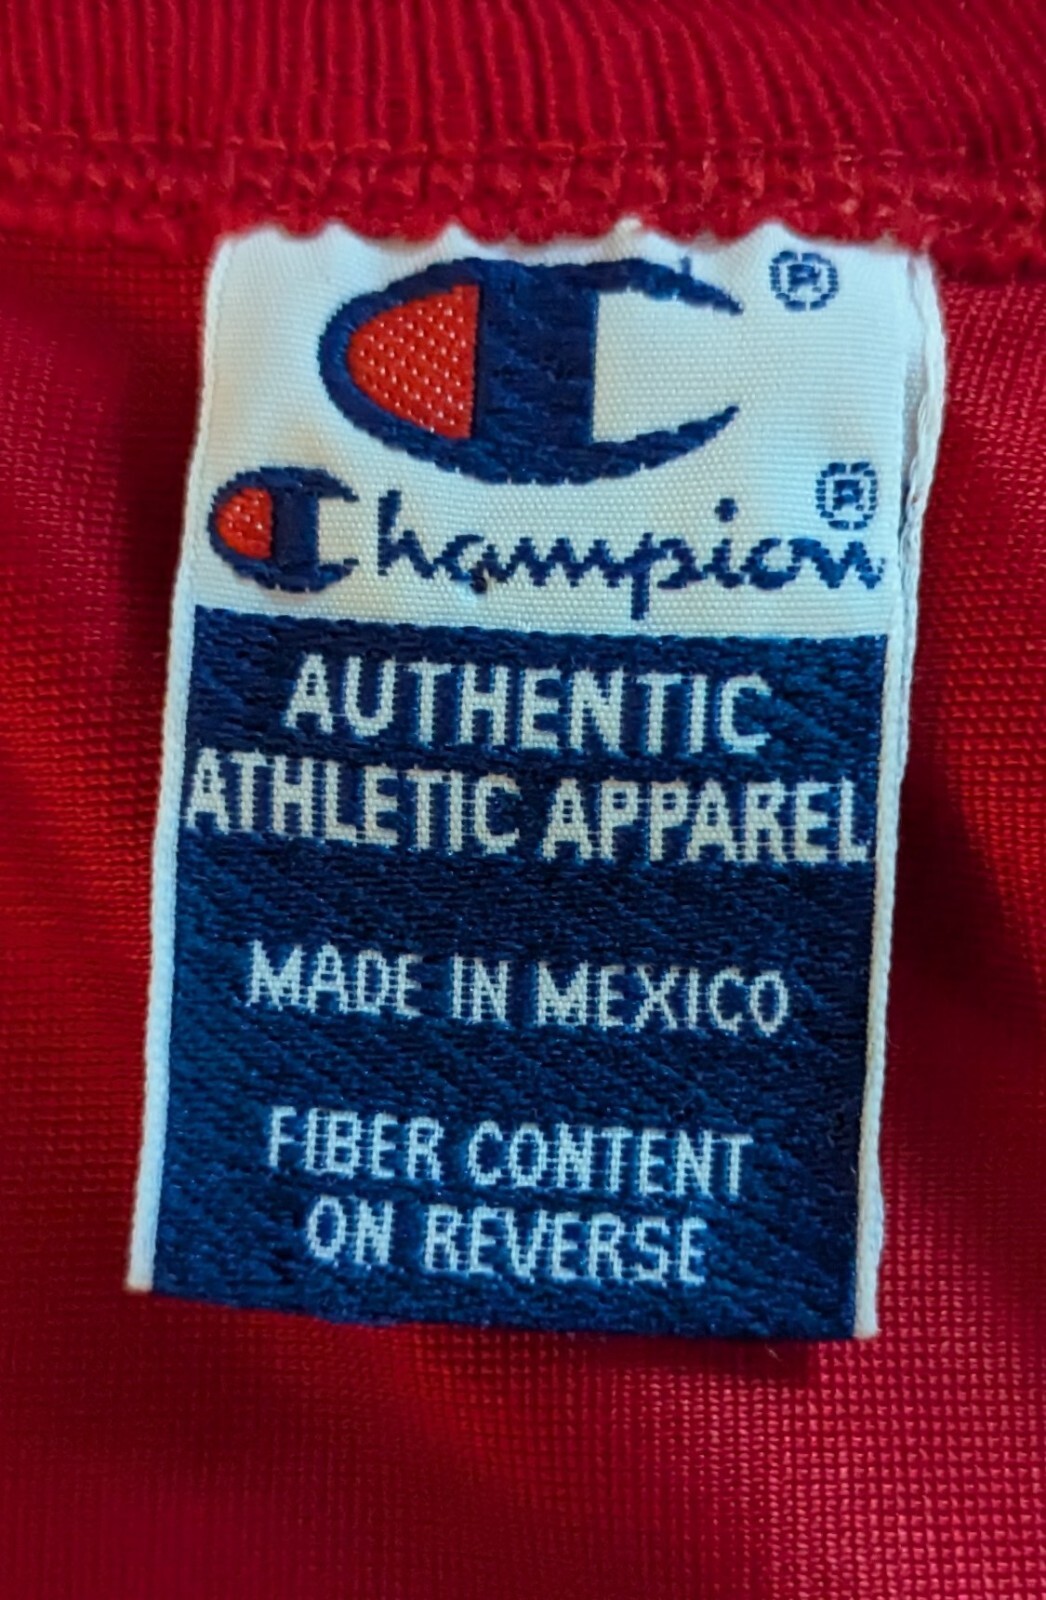 C ®
Champion ®
AUTHENTIC
ATHLETIC APPAREL
MADE IN MEXICO
FIBER CONTENT
ON REVERSE